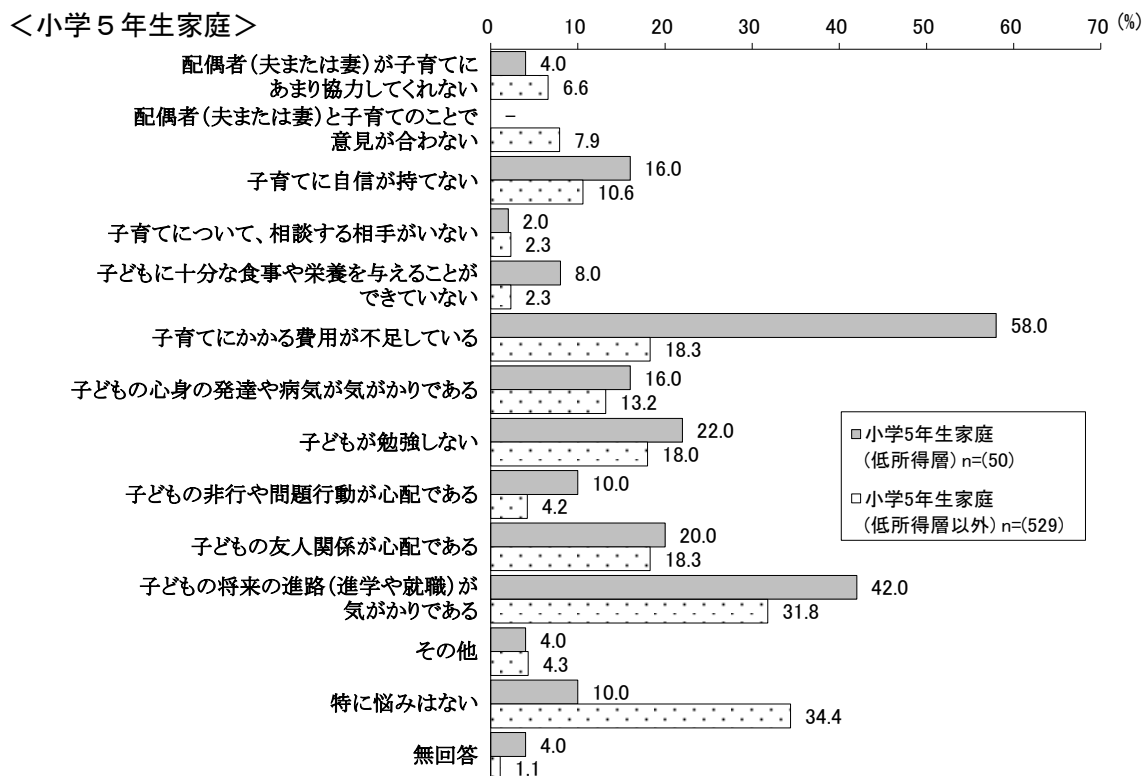 ＜小学５年生家庭＞
0 10 20 30 40 50 60 70 (%)
配偶者（夫または妻）が子育てに
あまり協力してくれない
4.0
6.6
配偶者（夫または妻）と子育てのことで
意見が合わない
-
7.9
子育てに自信が持てない
16.0
10.6
子育てについて、相談する相手がいない
2.0
2.3
子どもに十分な食事や栄養を与えることが
できていない
8.0
2.3
子育てにかかる費用が不足している
58.0
18.3
子どもの心身の発達や病気が気がかりである
16.0
13.2
子どもが勉強しない
22.0
18.0
子どもの非行や問題行動が心配である
10.0
4.2
子どもの友人関係が心配である
20.0
18.3
子どもの将来の進路（進学や就職）が
気がかりである
42.0
31.8
その他
4.0
4.3
特に悩みはない
10.0
34.4
無回答
4.0
1.1
小学5年生家庭
（低所得層）n=(50)
小学5年生家庭
（低所得層以外）n=(529)